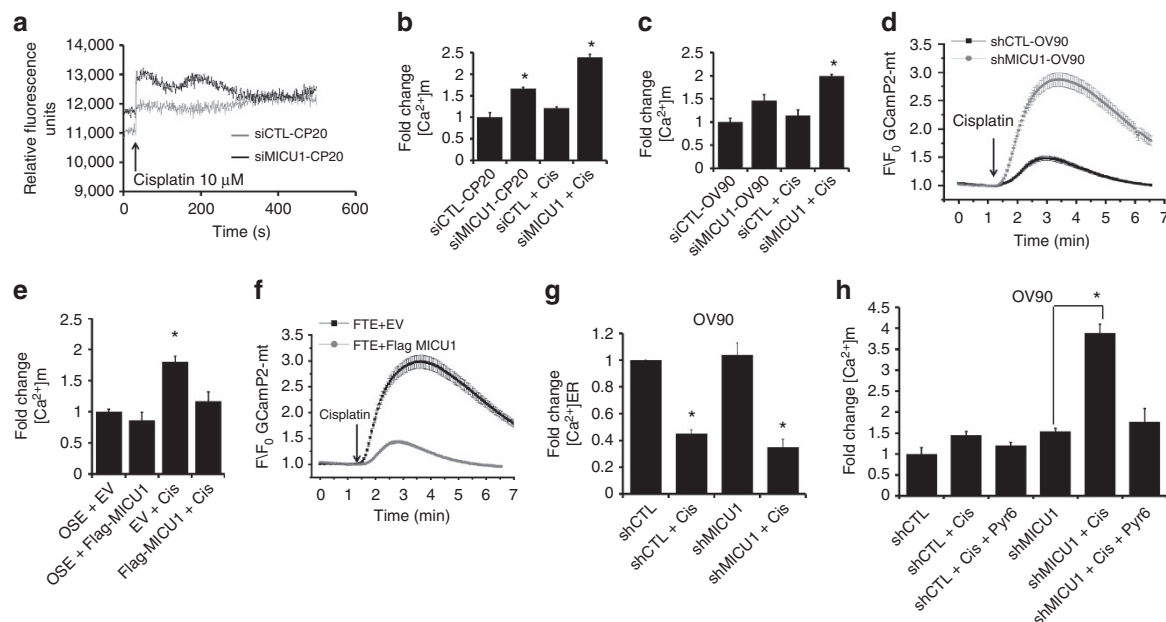 a
Relative fluorescence
units
14,000
13,000
12,000
11,000
10,000
9,000
siCTL-CP20
siMICU1-CP20
Cisplatin 10 µM
0
200
400
600
Time (s)
b
Fold change
[Ca²⁺]m
2.5
2
1.5
1
0.5
0
*
*
siCTL-CP20
siMICU1-CP20
siCTL + Cis
siMICU1 + Cis
c
Fold change
[Ca²⁺]m
2.5
2
1.5
1
0.5
0
*
siCTL-OV90
siMICU1-OV90
siCTL + Cis
siMICU1 + Cis
d
shCTL-OV90
shMICU1-OV90
F\F₀ GCamP2-mt
3.0
2.5
2.0
1.5
1.0
Cisplatin
0 1 2 3 4 5 6 7
Time (min)
e
Fold change
[Ca²⁺]m
2.5
2
1.5
1
0.5
0
*
OSE + EV
OSE + Flag-MICU1
EV + Cis
Flag-MICU1 + Cis
f
FTE+EV
FTE+Flag MICU1
F\F₀ GCamP2-mt
3.0
2.5
2.0
1.5
1.0
Cisplatin
0 1 2 3 4 5 6 7
Time (min)
g
OV90
Fold change
[Ca²⁺]ER
1.2
1
0.8
0.6
0.4
0.2
0
*
*
shCTL
shCTL + Cis
shMICU1
shMICU1 + Cis
h
OV90
*
Fold change [Ca²⁺]m
4.5
4
3.5
3
2.5
2
1.5
1
0.5
0
shCTL
shCTL + Cis
shCTL + Cis + Pyr6
shMICU1
shMICU1 + Cis
shMICU1 + Cis + Pyr6